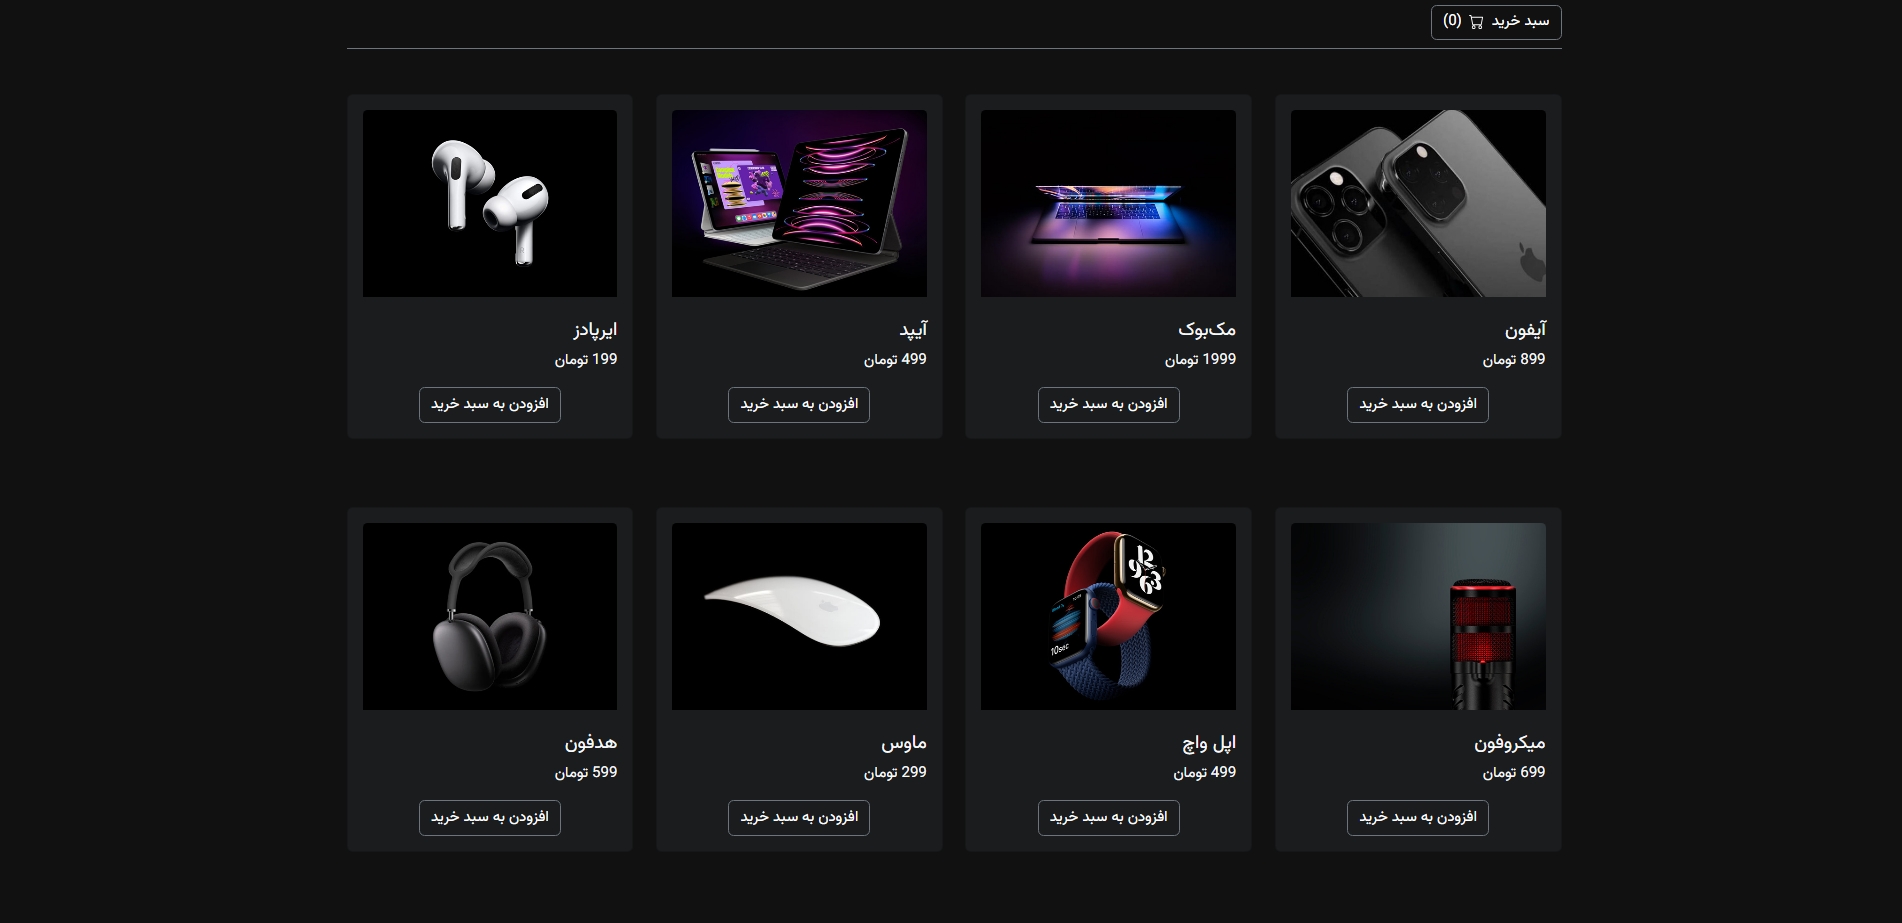 سبد خرید (0)
آیفون
899 تومان
افزودن به سبد خرید
مک‌بوک
1999 تومان
افزودن به سبد خرید
آیپد
499 تومان
افزودن به سبد خرید
ایرپادز
199 تومان
افزودن به سبد خرید
میکروفون
699 تومان
افزودن به سبد خرید
اپل واچ
10sec
499 تومان
افزودن به سبد خرید
ماوس
299 تومان
افزودن به سبد خرید
هدفون
599 تومان
افزودن به سبد خرید